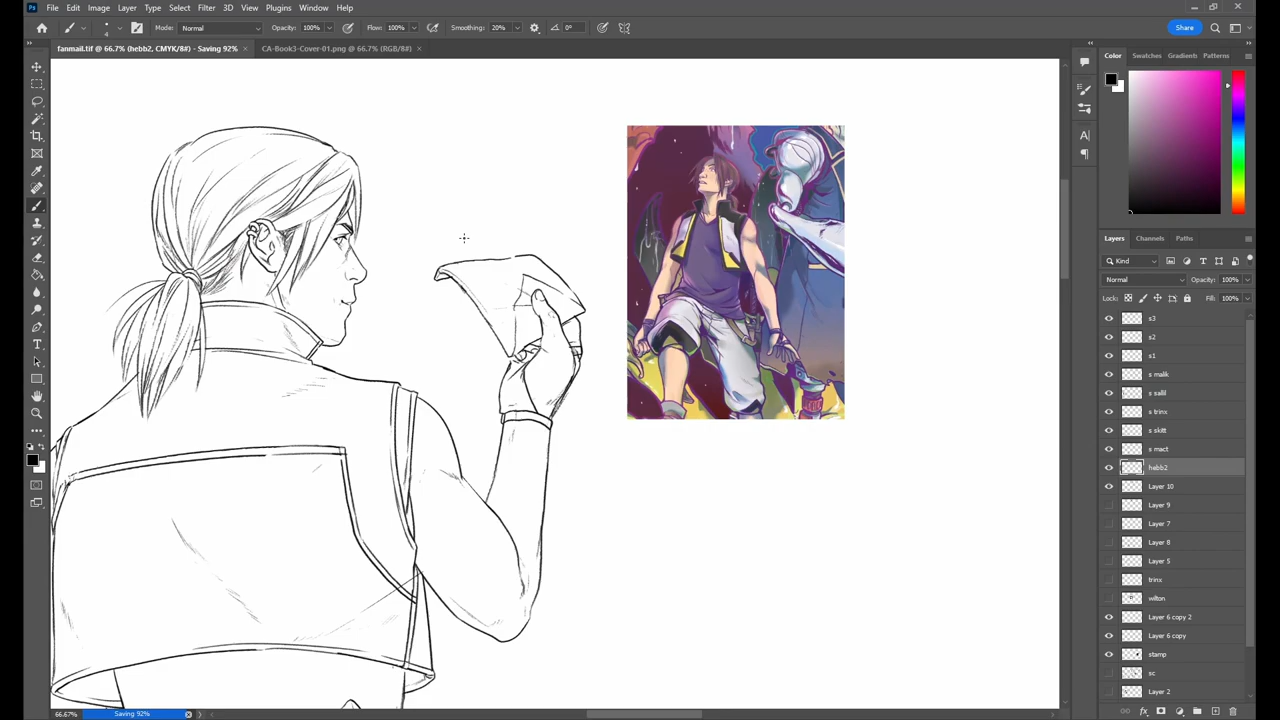 File Edit Image Layer Type Select Filter 3D View Plugins Window Help
4 Mode: Normal Opacity: 100% Flow: 100% Smoothing: 20% 0° Share
fanmail.tif @ 66.7% (hebb2, CMYK/8#) - Saving 92% × CA-Book3-Cover-01.png @ 66.7% (RGB/8#) ×
Color Swatches Gradients Patterns
Layers Channels Paths
Kind
Normal Opacity: 100%
Lock: Fill: 100%
s3
s2
s1
s malik
s sallil
s trinx
s skitt
s mact
hebb2
Layer 10
Layer 9
Layer 7
Layer 8
Layer 5
trinx
wilton
Layer 6 copy 2
Layer 6 copy
stamp
sc
Layer 2
66.67% Saving 92%